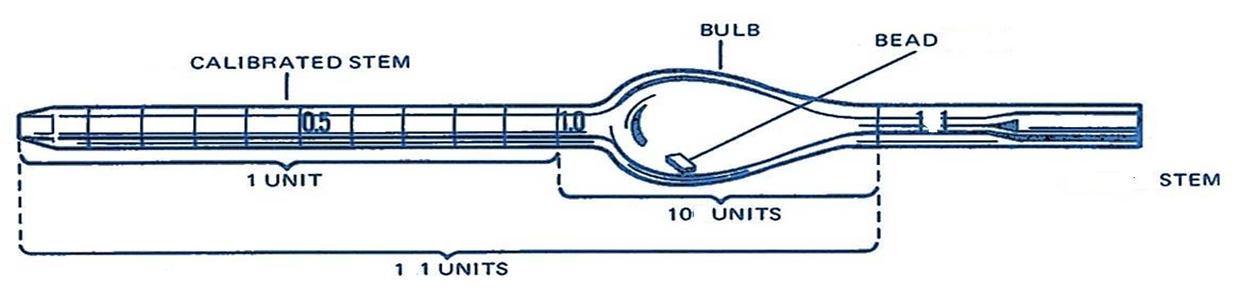 BULB
BEAD
CALIBRATED STEM
0.5 1.0 1 1
1 UNIT
STEM
10 UNITS
1 1 UNITS